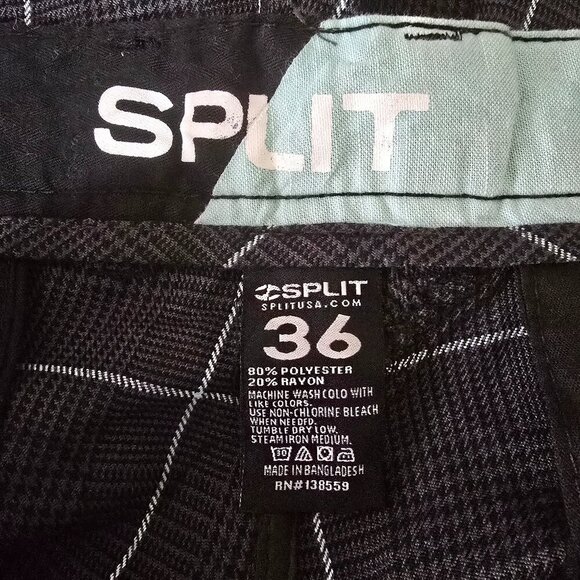 SPLIT
SPLIT
SPLITUSA.COM
36
80% POLYESTER
20% RAYON
MACHINE WASH COLD WITH
LIKE COLORS.
USE NON-CHLORINE BLEACH
WHEN NEEDED.
TUMBLE DRY LOW.
STEAM IRON MEDIUM.
30
MADE IN BANGLADESH
RN#138559